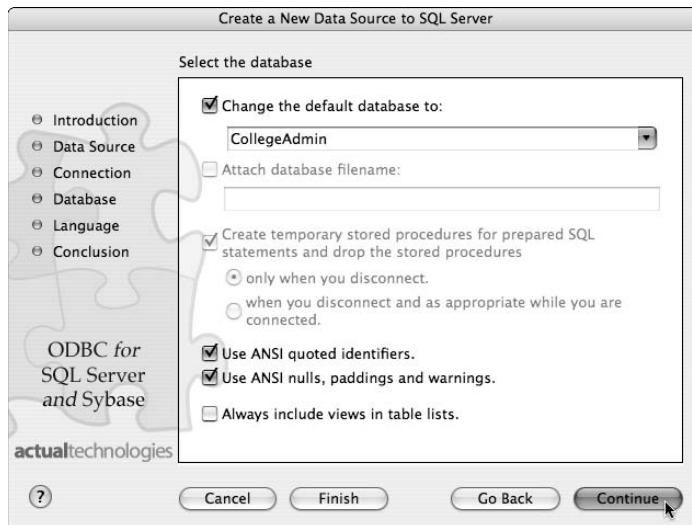 Create a New Data Source to SQL Server
Select the database
Introduction
Data Source
Connection
Database
Language
Conclusion
ODBC for
SQL Server
and Sybase
actualtechnologies
Change the default database to:
CollegeAdmin
Attach database filename:
Create temporary stored procedures for prepared SQL
statements and drop the stored procedures
only when you disconnect.
when you disconnect and as appropriate while you are
connected.
Use ANSI quoted identifiers.
Use ANSI nulls, paddings and warnings.
Always include views in table lists.
?
Cancel
Finish
Go Back
Continue